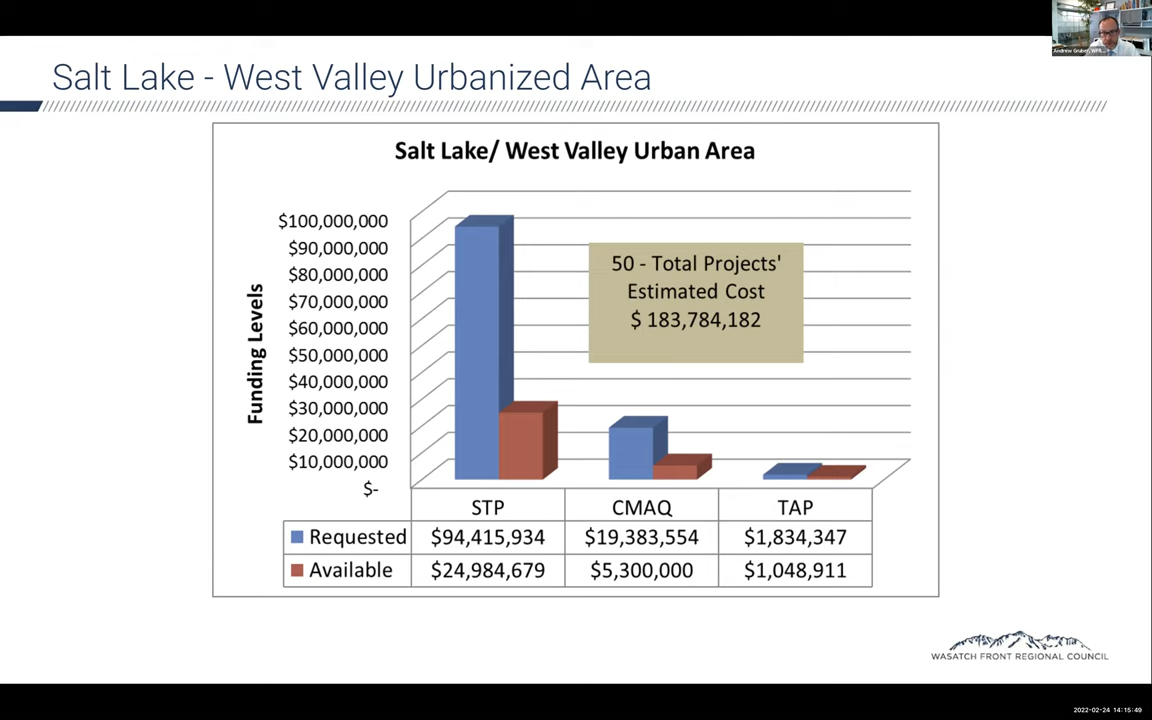 Andrew Gruber, WFR...
Salt Lake - West Valley Urbanized Area
Salt Lake/ West Valley Urban Area
Funding Levels
$100,000,000
$90,000,000
$80,000,000
$70,000,000
$60,000,000
$50,000,000
$40,000,000
$30,000,000
$20,000,000
$10,000,000
$-
50 - Total Projects'
Estimated Cost
$ 183,784,182
STP CMAQ TAP
Requested $94,415,934 $19,383,554 $1,834,347
Available $24,984,679 $5,300,000 $1,048,911
WASATCH FRONT REGIONAL COUNCIL
2022-02-24 14:15:49